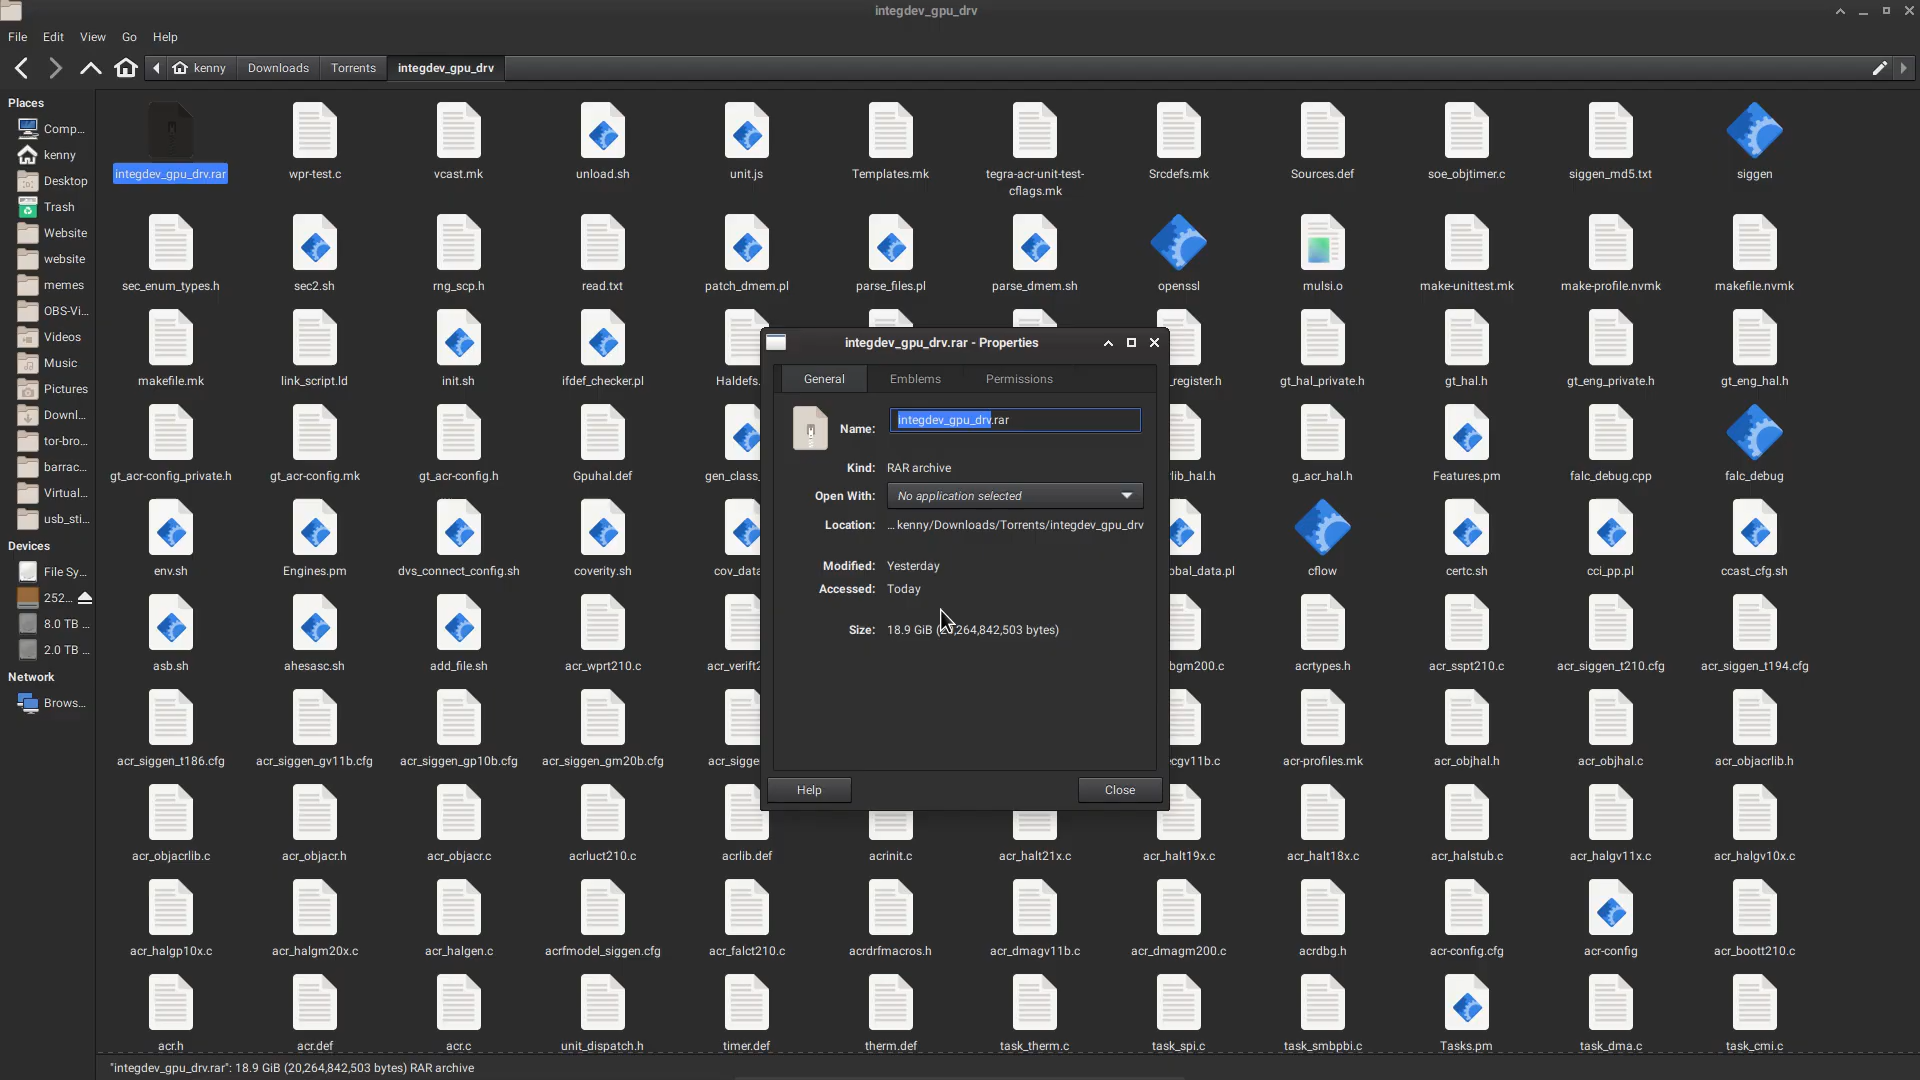 integdev_gpu_drv
File Edit View Go Help
kenny Downloads Torrents integdev_gpu_drv
Places
Comp...
kenny
Desktop
Trash
Website
website
memes
OBS-Vi...
Videos
Music
Pictures
Downl...
tor-bro...
barrac...
Virtual...
usb_sti...
Devices
File Sy...
252...
8.0 TB ...
2.0 TB ...
Network
Brows...
integdev_gpu_drv.rar wpr-test.c vcast.mk unload.sh unit.js Templates.mk tegra-acr-unit-test- Srcdefs.mk Sources.def soe_objtimer.c siggen_md5.txt siggen
cflags.mk
sec_enum_types.h sec2.sh rng_scp.h read.txt patch_dmem.pl parse_files.pl parse_dmem.sh openssl mulsi.o make-unittest.mk make-profile.nvmk makefile.nvmk
makefile.mk link_script.ld init.sh ifdef_checker.pl Haldefs. _register.h gt_hal_private.h gt_hal.h gt_eng_private.h gt_eng_hal.h
gt_acr-config_private.h gt_acr-config.mk gt_acr-config.h Gpuhal.def gen_class_ lib_hal.h g_acr_hal.h Features.pm falc_debug.cpp falc_debug
env.sh Engines.pm dvs_connect_config.sh coverity.sh cov_data obal_data.pl cflow certc.sh cci_pp.pl ccast_cfg.sh
asb.sh ahesasc.sh add_file.sh acr_wprt210.c acr_verift2 bgm200.c acrtypes.h acr_sspt210.c acr_siggen_t210.cfg acr_siggen_t194.cfg
acr_siggen_t186.cfg acr_siggen_gv11b.cfg acr_siggen_gp10b.cfg acr_siggen_gm20b.cfg acr_sigge cgv11b.c acr-profiles.mk acr_objhal.h acr_objhal.c acr_objacrlib.h
acr_objacrlib.c acr_objacr.h acr_objacr.c acrluct210.c acrlib.def acrinit.c acr_halt21x.c acr_halt19x.c acr_halt18x.c acr_halstub.c acr_halgv11x.c acr_halgv10x.c
acr_halgp10x.c acr_halgm20x.c acr_halgen.c acrfmodel_siggen.cfg acr_falct210.c acrdrfmacros.h acr_dmagv11b.c acr_dmagm200.c acrdbg.h acr-config.cfg acr-config acr_boott210.c
acr.h acr.def acr.c unit_dispatch.h timer.def therm.def task_therm.c task_spi.c task_smbpbi.c Tasks.pm task_dma.c task_cmi.c
integdev_gpu_drv.rar - Properties
General Emblems Permissions
Name: integdev_gpu_drv.rar
Kind: RAR archive
Open With: No application selected
Location: ... kenny/Downloads/Torrents/integdev_gpu_drv
Modified: Yesterday
Accessed: Today
Size: 18.9 GiB (20,264,842,503 bytes)
Help Close
"integdev_gpu_drv.rar": 18.9 GiB (20,264,842,503 bytes) RAR archive